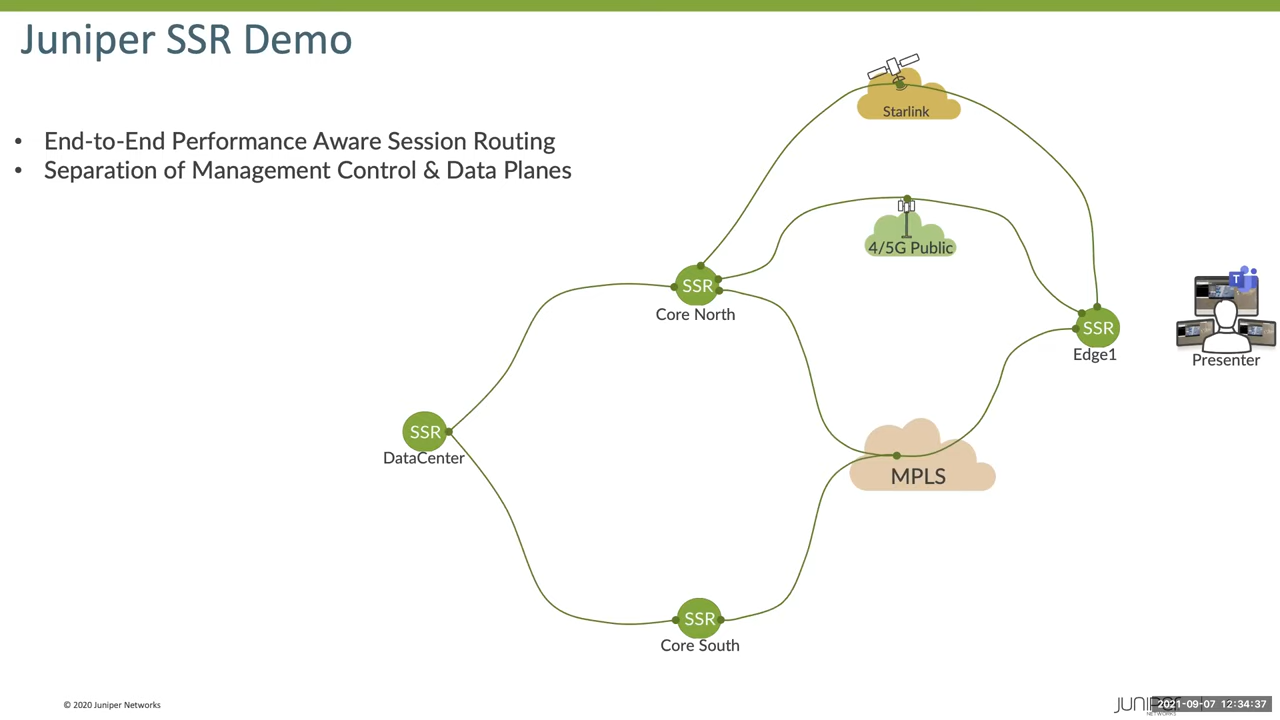 Juniper SSR Demo
• End-to-End Performance Aware Session Routing
• Separation of Management Control & Data Planes
Starlink
4/5G Public
SSR
Core North
SSR
Edge1
T
Presenter
SSR
DataCenter
MPLS
SSR
Core South
© 2020 Juniper Networks
2021-09-07 12:34:37
NETWORKS